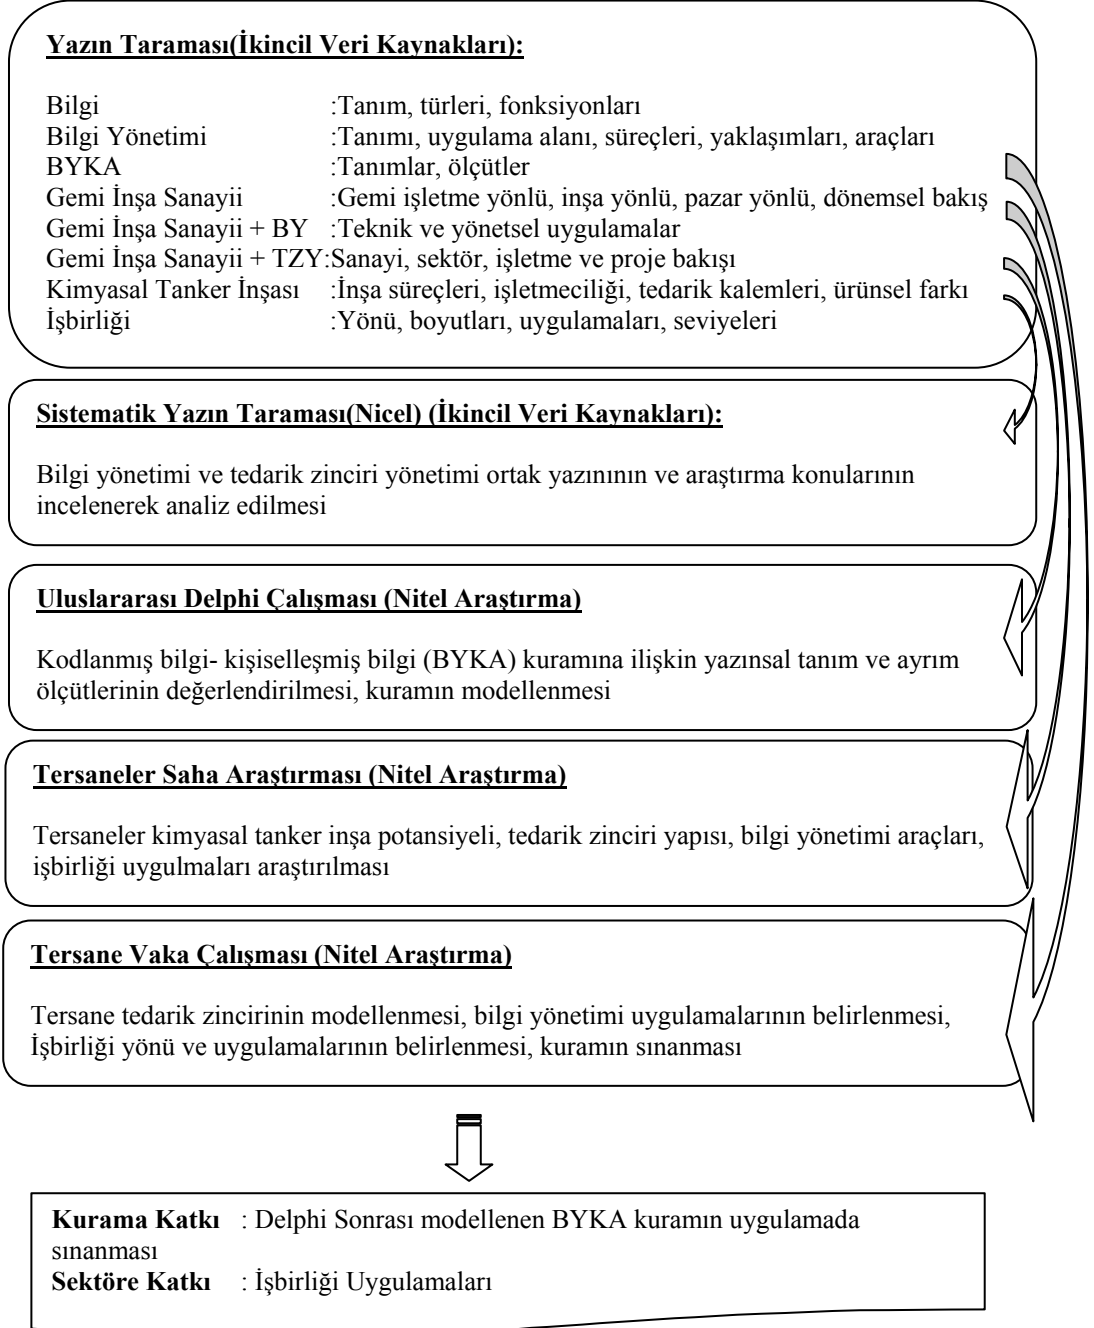 Yazın Taraması(İkincil Veri Kaynakları):
Bilgi :Tanım, türleri, fonksiyonları
Bilgi Yönetimi :Tanımı, uygulama alanı, süreçleri, yaklaşımları, araçları
BYKA :Tanımlar, ölçütler
Gemi İnşa Sanayii :Gemi işletme yönlü, inşa yönlü, pazar yönlü, dönemsel bakış
Gemi İnşa Sanayii + BY :Teknik ve yönetsel uygulamalar
Gemi İnşa Sanayii + TZY:Sanayi, sektör, işletme ve proje bakışı
Kimyasal Tanker İnşası :İnşa süreçleri, işletmeciliği, tedarik kalemleri, ürünsel farkı
İşbirliği :Yönü, boyutları, uygulamaları, seviyeleri
Sistematik Yazın Taraması(Nicel) (İkincil Veri Kaynakları):
Bilgi yönetimi ve tedarik zinciri yönetimi ortak yazınının ve araştırma konularının
incelenerek analiz edilmesi
Uluslararası Delphi Çalışması (Nitel Araştırma)
Kodlanmış bilgi- kişiselleşmiş bilgi (BYKA) kuramına ilişkin yazınsal tanım ve ayrım
ölçütlerinin değerlendirilmesi, kuramın modellenmesi
Tersaneler Saha Araştırması (Nitel Araştırma)
Tersaneler kimyasal tanker inşa potansiyeli, tedarik zinciri yapısı, bilgi yönetimi araçları,
işbirliği uygulmaları araştırılması
Tersane Vaka Çalışması (Nitel Araştırma)
Tersane tedarik zincirinin modellenmesi, bilgi yönetimi uygulamalarının belirlenmesi,
İşbirliği yönü ve uygulamalarının belirlenmesi, kuramın sınanması
Kurama Katkı : Delphi Sonrası modellenen BYKA kuramın uygulamada
sınanması
Sektöre Katkı : İşbirliği Uygulamaları